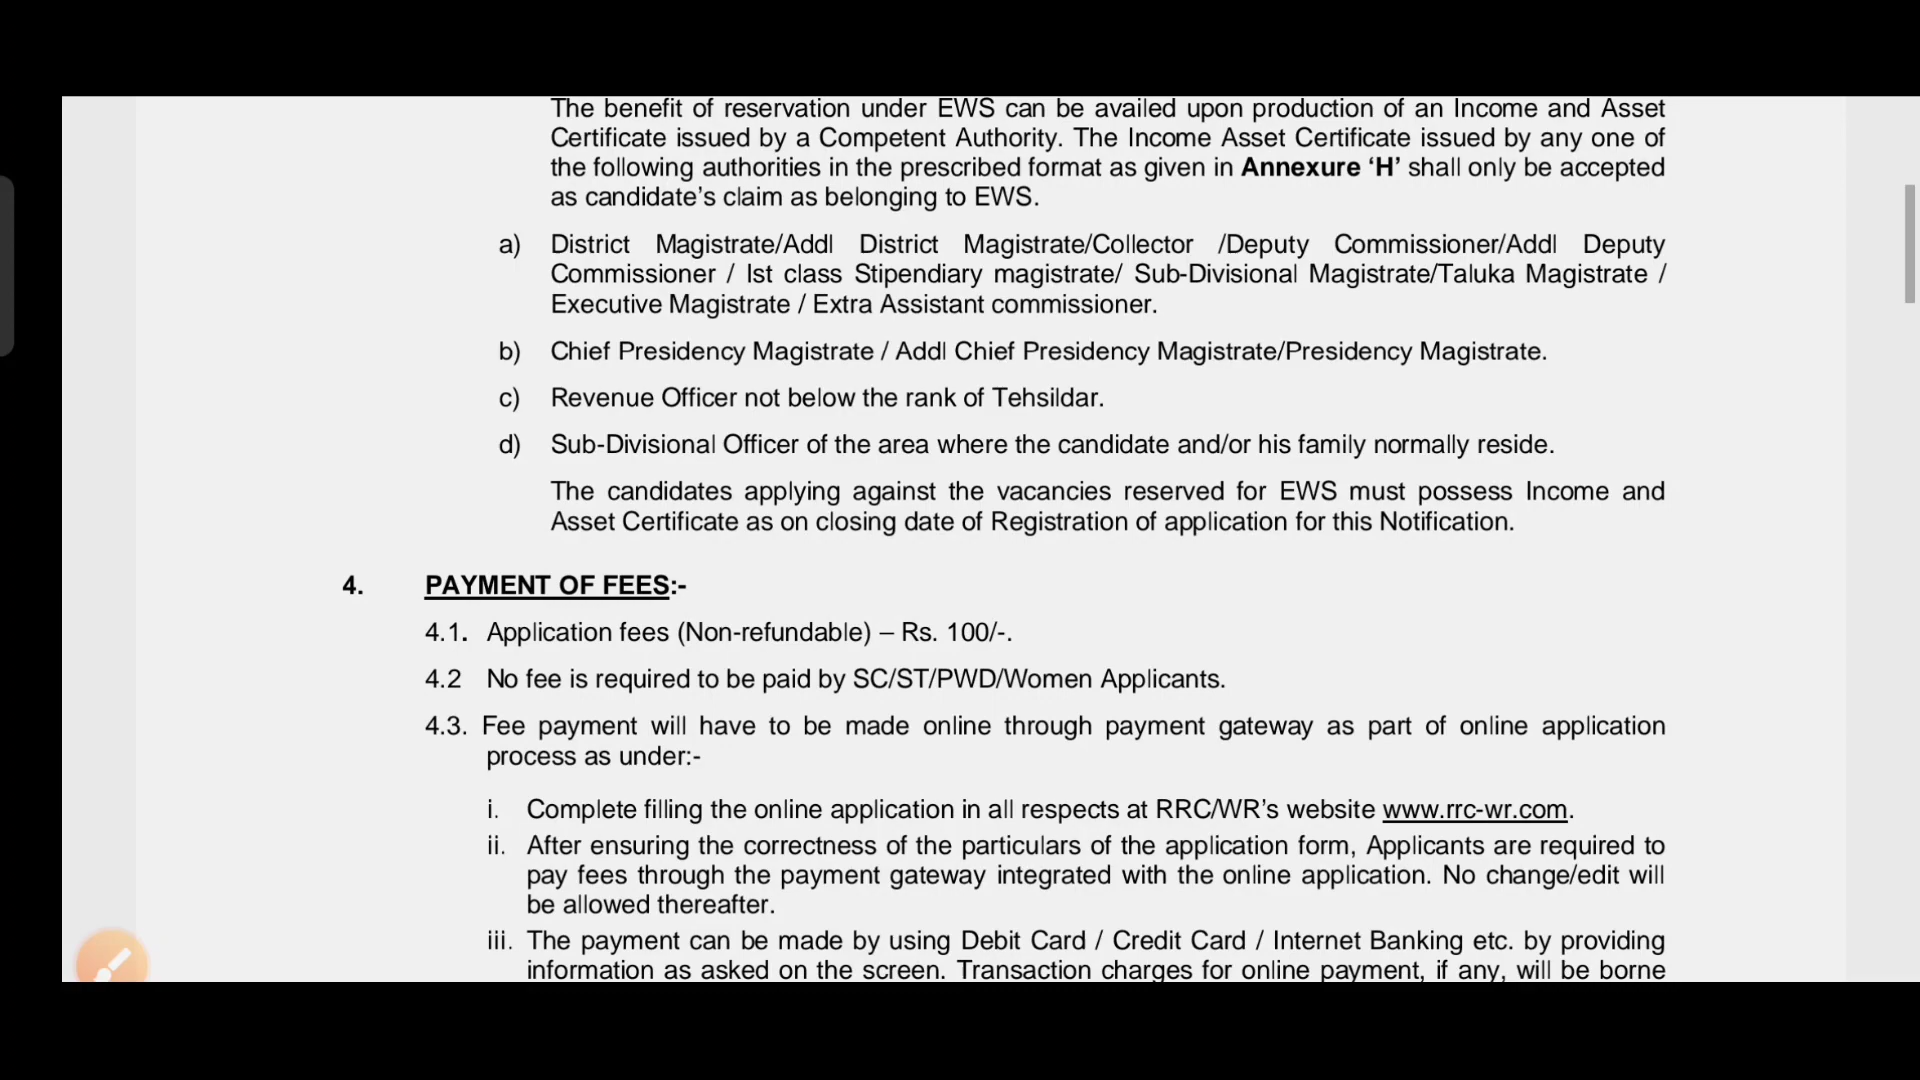 The benefit of reservation under EWS can be availed upon production of an Income and Asset
Certificate issued by a Competent Authority. The Income Asset Certificate issued by any one of
the following authorities in the prescribed format as given in Annexure ‘H’ shall only be accepted
as candidate’s claim as belonging to EWS.
a) District Magistrate/Addl District Magistrate/Collector /Deputy Commissioner/Addl Deputy
Commissioner / Ist class Stipendiary magistrate/ Sub-Divisional Magistrate/Taluka Magistrate /
Executive Magistrate / Extra Assistant commissioner.
b) Chief Presidency Magistrate / Addl Chief Presidency Magistrate/Presidency Magistrate.
c) Revenue Officer not below the rank of Tehsildar.
d) Sub-Divisional Officer of the area where the candidate and/or his family normally reside.
The candidates applying against the vacancies reserved for EWS must possess Income and
Asset Certificate as on closing date of Registration of application for this Notification.
4. PAYMENT OF FEES:-
4.1. Application fees (Non-refundable) – Rs. 100/-.
4.2 No fee is required to be paid by SC/ST/PWD/Women Applicants.
4.3. Fee payment will have to be made online through payment gateway as part of online application
process as under:-
i. Complete filling the online application in all respects at RRC/WR’s website www.rrc-wr.com.
ii. After ensuring the correctness of the particulars of the application form, Applicants are required to
pay fees through the payment gateway integrated with the online application. No change/edit will
be allowed thereafter.
iii. The payment can be made by using Debit Card / Credit Card / Internet Banking etc. by providing
information as asked on the screen. Transaction charges for online payment, if any, will be borne